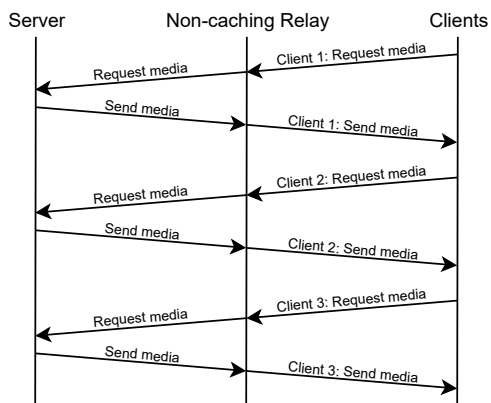 Server Non-caching Relay Clients
Client 1: Request media
Request media
Send media
Client 1: Send media
Client 2: Request media
Request media
Send media
Client 2: Send media
Client 3: Request media
Request media
Send media
Client 3: Send media